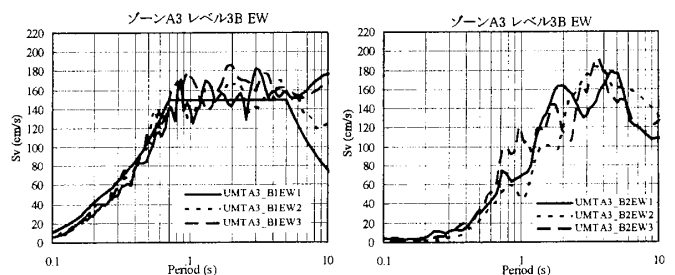 ゾーンA3 レベル3B EW
220
200
180
160
140
120
100
80
60
40
20
0
Sv (cm/s)
UMTA3_B1EW1
UMTA3_B1EW2
UMTA3_B1EW3
0.1
1
10
Period (s)
ゾーンA3 レベル3B EW
220
200
180
160
140
120
100
80
60
40
20
0
Sv (cm/s)
UMTA3_B2EW1
UMTA3_B2EW2
UMTA3_B2EW3
0.1
1
10
Period (s)